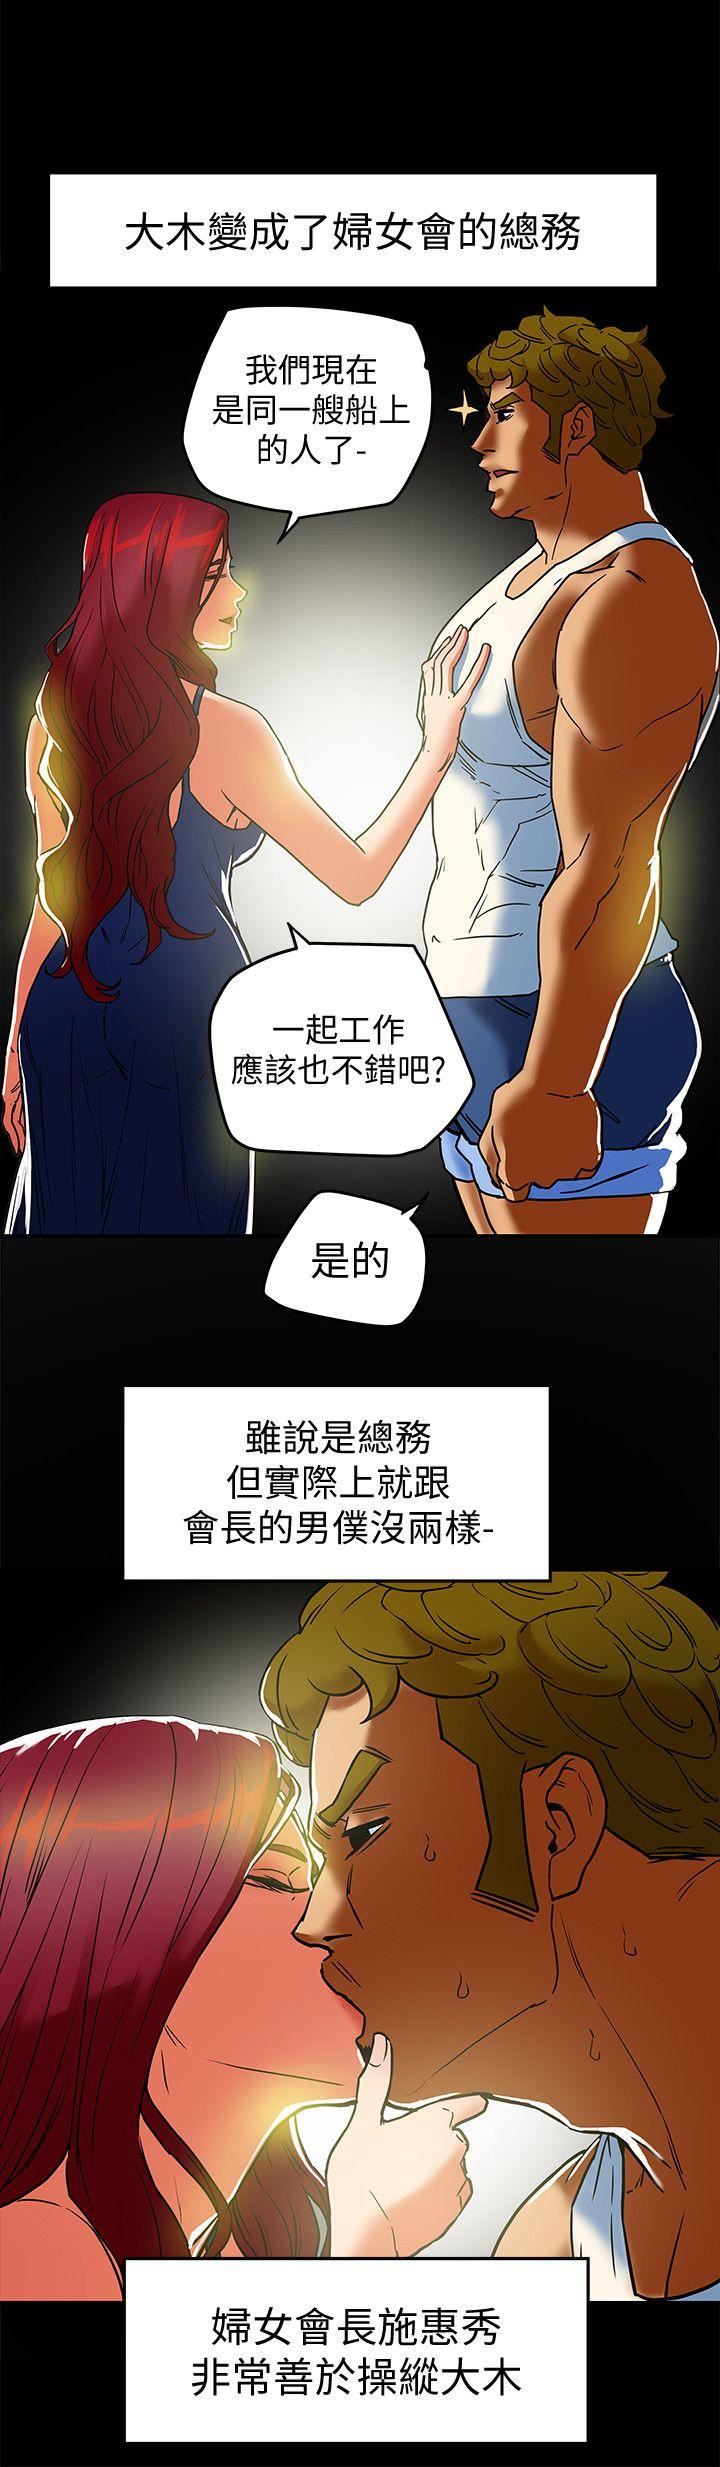 大木變成了婦女會的總務
我們現在
是同一艘船上
的人了-
一起工作
應該也不錯吧?
是的
雖說是總務
但實際上就跟
會長的男僕沒兩樣-
婦女會長施惠秀
非常善於操縱大木